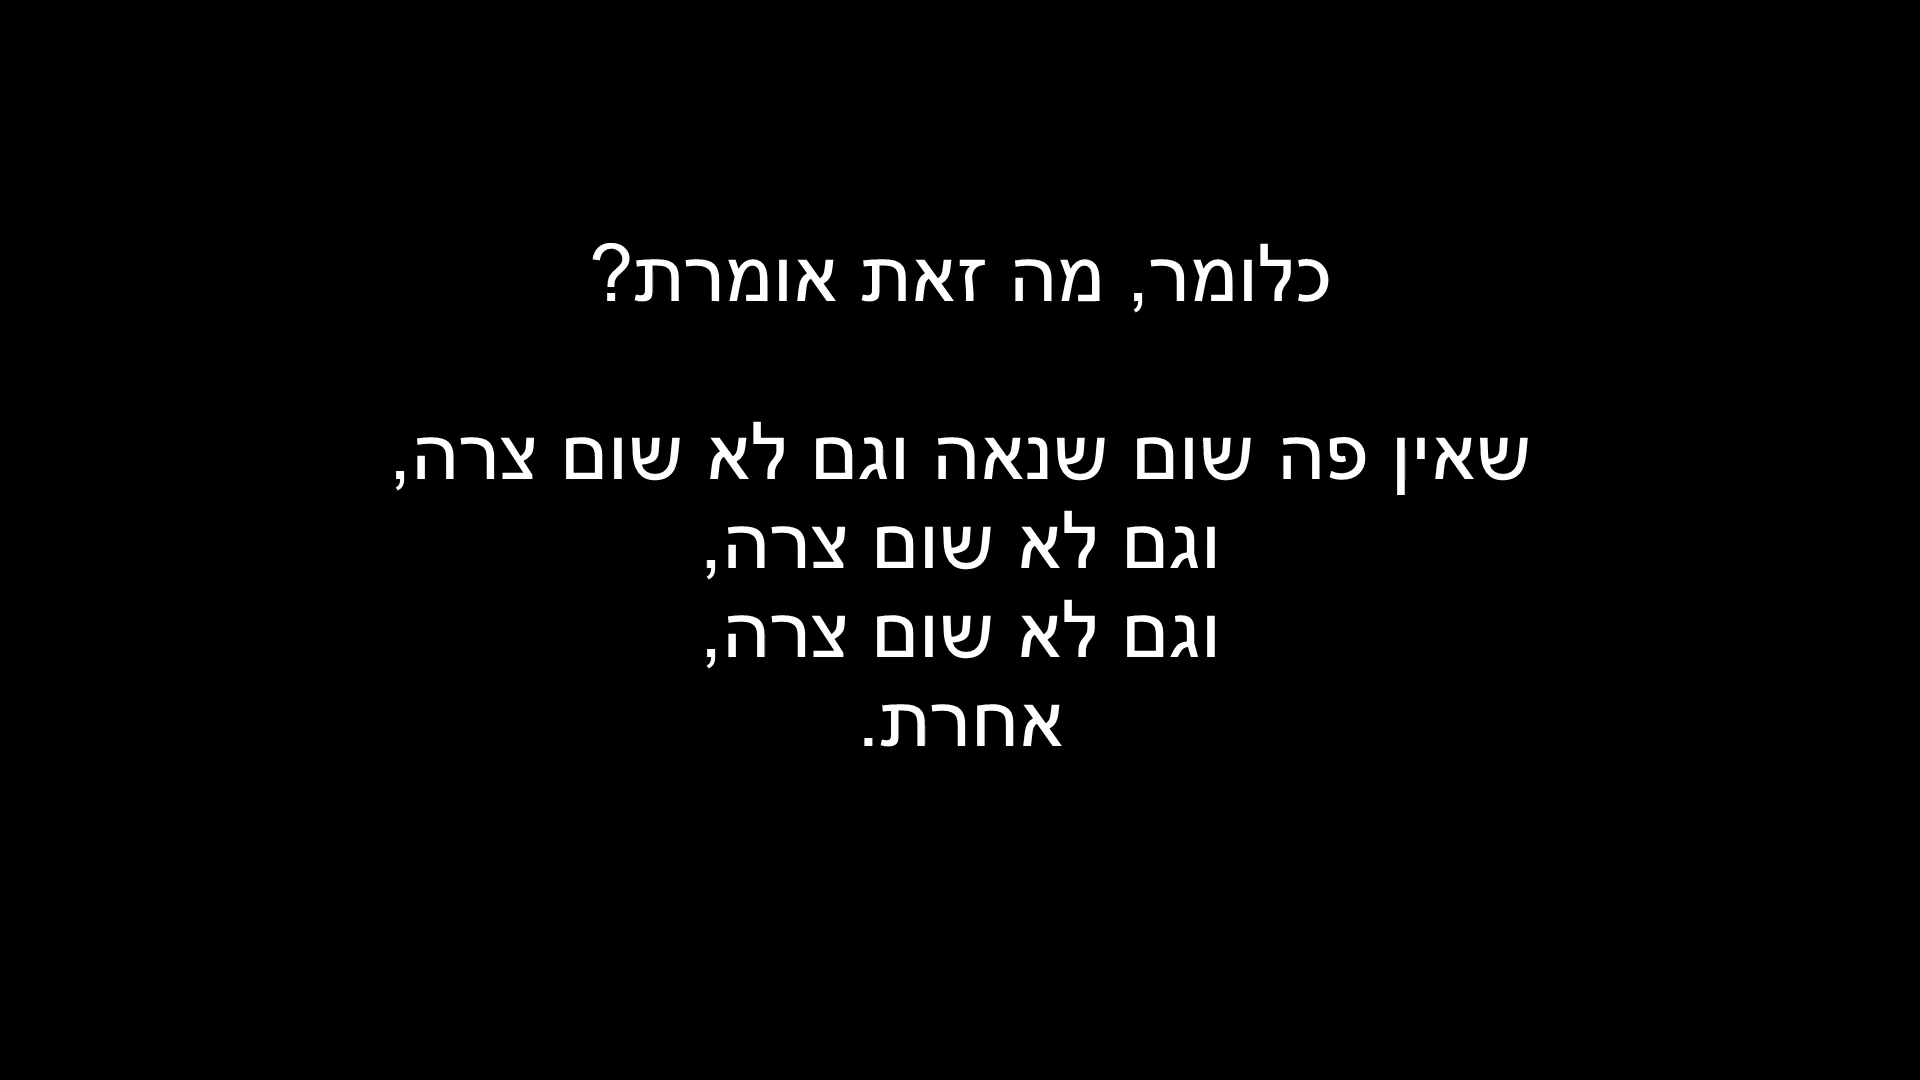 כלומר, מה זאת אומרת?
שאין פה שום שנאה וגם לא שום צרה,
וגם לא שום צרה,
וגם לא שום צרה,
אחרת.